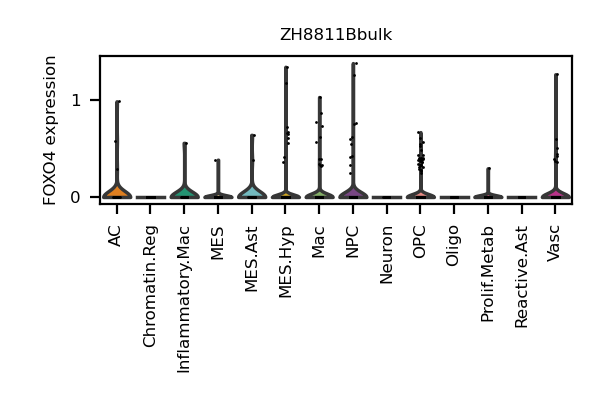 ZH8811Bbulk
FOXO4 expression
1
0
AC
Chromatin.Reg
Inflammatory.Mac
MES
MES.Ast
MES.Hyp
Mac
NPC
Neuron
OPC
Oligo
Prolif.Metab
Reactive.Ast
Vasc